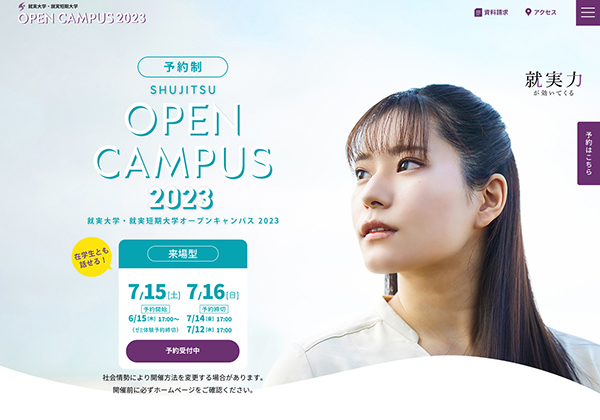 就実大学・就実短期大学
OPEN CAMPUS 2023
資料請求
アクセス
予約制
SHUJITSU
OPEN
CAMPUS
2023
就実大学・就実短期大学オープンキャンパス 2023
就実力
が効いてくる
予約はこちら
在学生とも
話せる！
来場型
7/15[土] 7/16[日]
予約開始 予約締切
6/15[木] 17:00〜 7/14[金] 17:00
(ゼミ体験予約締切) 7/12[水] 17:00
予約受付中
社会情勢により開催方法を変更する場合があります。
開催前に必ずホームページをご確認ください。